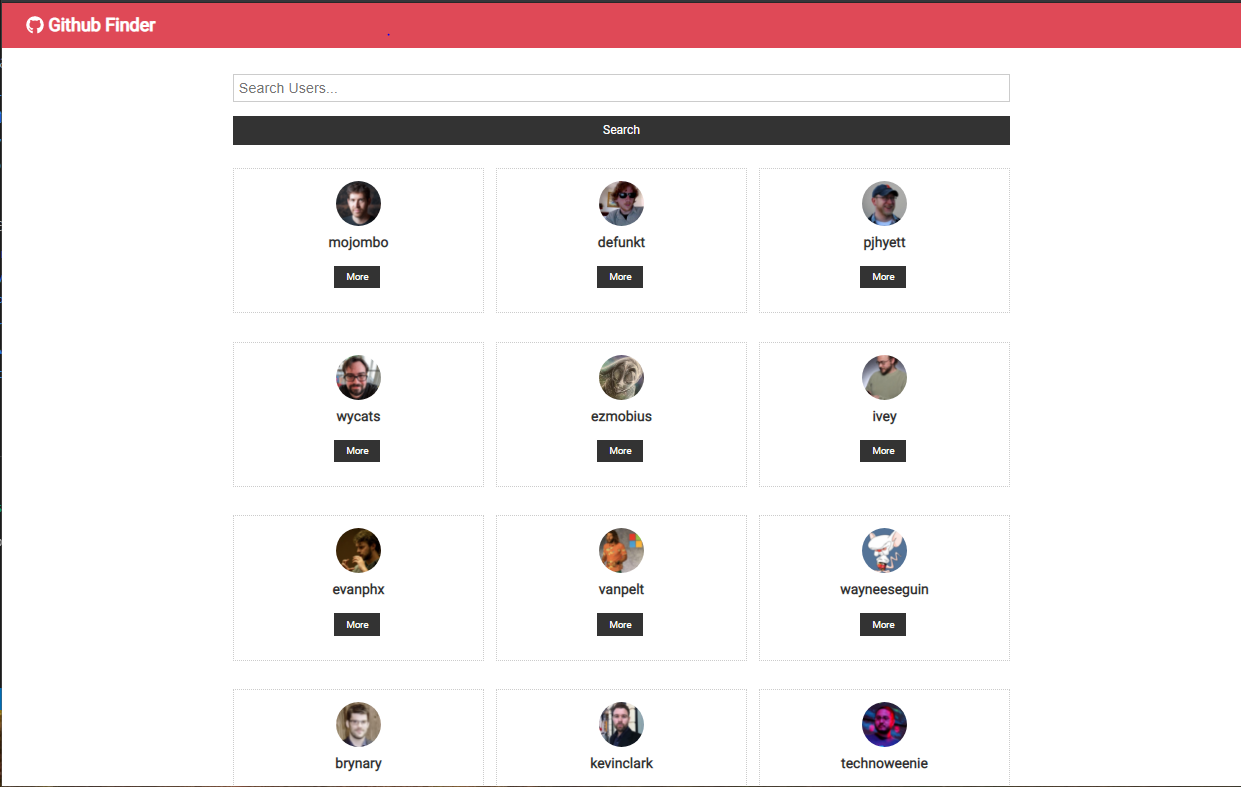 Github Finder
Search Users...
Search
mojombo
defunkt
pjhyett
More
More
More
wycats
ezmobius
ivey
More
More
More
evanphx
vanpelt
wayneeseguin
More
More
More
brynary
kevinclark
technoweenie